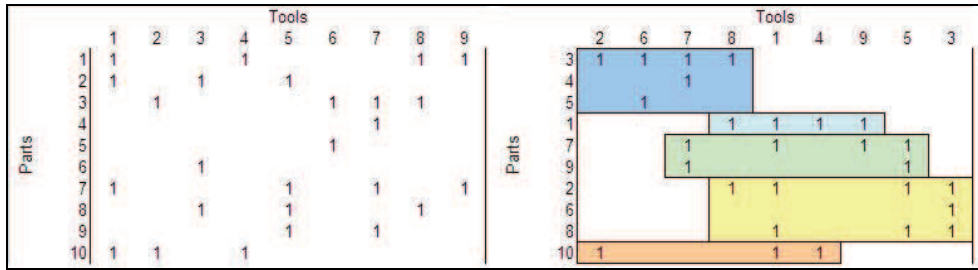 Tools
1 2 3 4 5 6 7 8 9
Parts
1 1 1 1 1
2 1 1 1
3 1 1 1 1
4 1
5 1
6 1
7 1 1 1 1
8 1 1 1
9 1 1
10 1 1 1
Tools
2 6 7 8 1 4 9 5 3
Parts
3 1 1 1 1
4 1
5 1
1 1 1 1 1
7 1 1 1 1
9 1 1
2 1 1 1 1
6 1
8 1 1 1
10 1 1 1